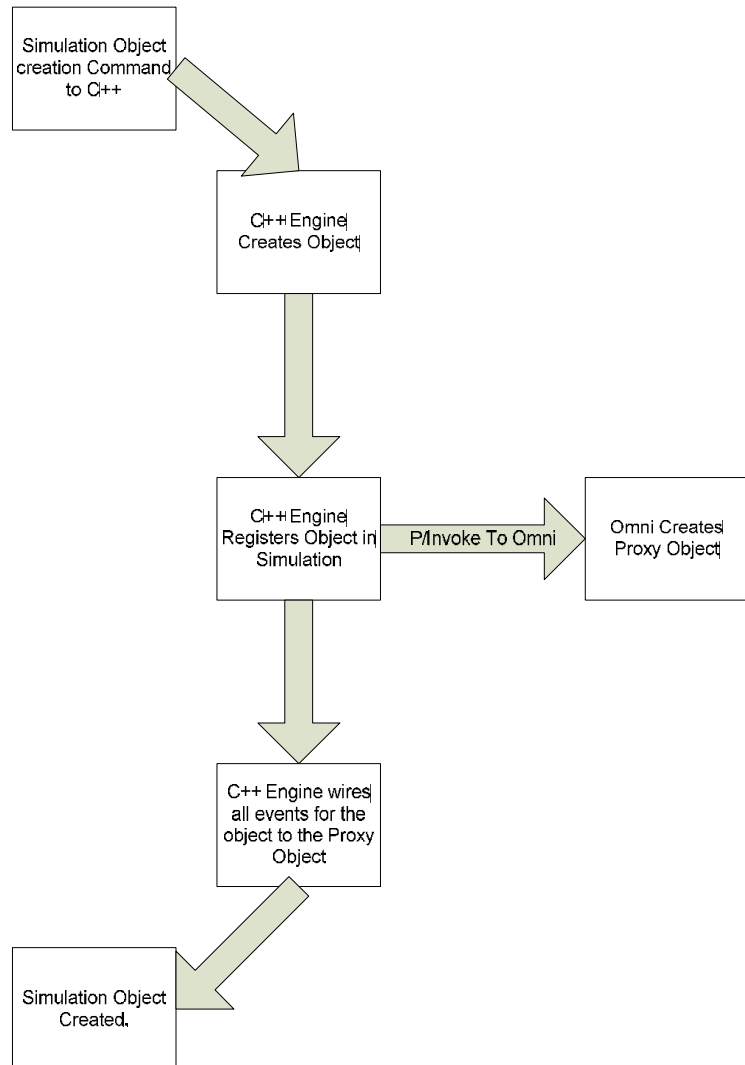 Simulation Object
creation Command
to C++
C++ Engine
Creates Object
C++ Engine
Registers Object in
Simulation
P/Invoke To Omni
Omni Creates
Proxy Object
C++ Engine wires
all events for the
object to the Proxy
Object
Simulation Object
Created.